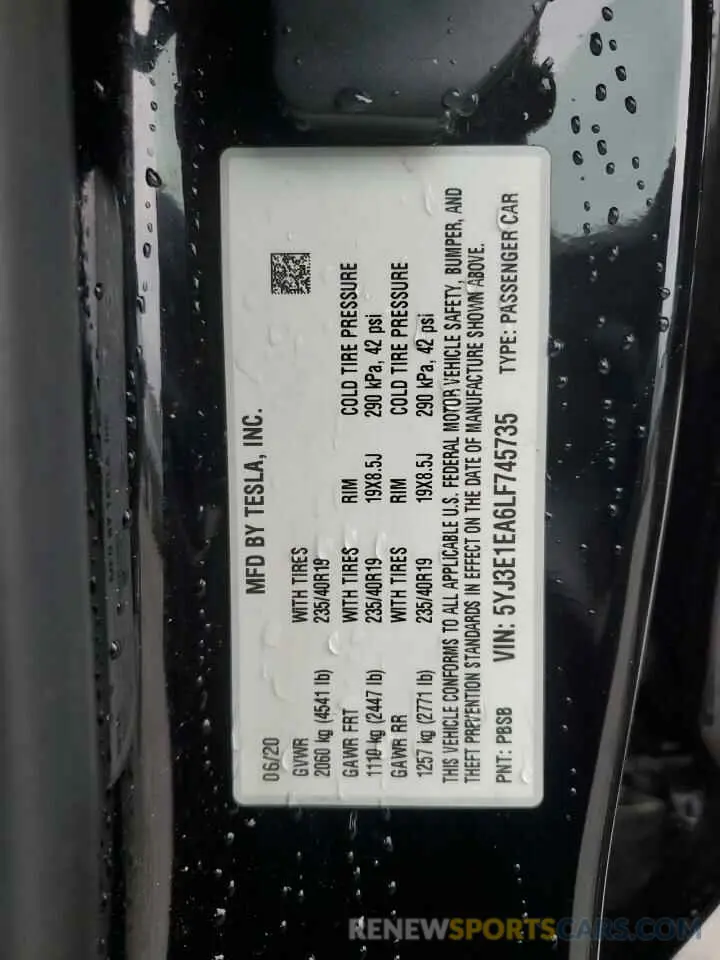 MFD BY TESLA, INC.
06/20
GVWR WITH TIRES
2060 kg (4541 lb) 235/40R19
GAWR FRT WITH TIRES RIM COLD TIRE PRESSURE
1110 kg (2447 lb) 235/40R19 19X8.5J 290 kPa, 42 psi
GAWR RR WITH TIRES RIM COLD TIRE PRESSURE
1257 kg (2771 lb) 235/40R19 19X8.5J 290 kPa, 42 psi
THIS VEHICLE CONFORMS TO ALL APPLICABLE U.S. FEDERAL MOTOR VEHICLE SAFETY, BUMPER, AND
THEFT PREVENTION STANDARDS IN EFFECT ON THE DATE OF MANUFACTURE SHOWN ABOVE.
PNT: PBSB VIN: 5YJ3E1EA6LF745735 TYPE: PASSENGER CAR
RENEWSPORTSCARS.COM